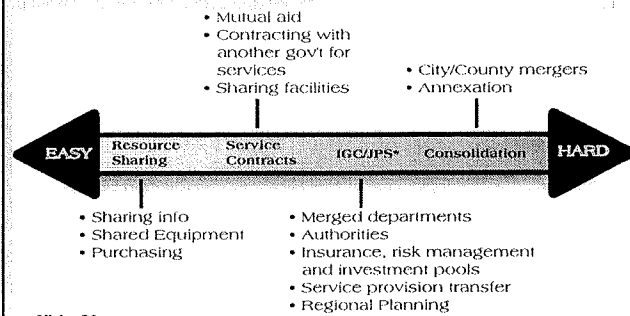 • Mutual aid
• Contracting with
another gov't for
services
• Sharing facilities
• City/County mergers
• Annexation
EASY
Resource
Sharing
Service
Contracts
IGC/JPS*
Consolidation
HARD
• Sharing info
• Shared Equipment
• Purchasing
• Merged departments
• Authorities
• Insurance, risk management
and investment pools
• Service provision transfer
• Regional Planning